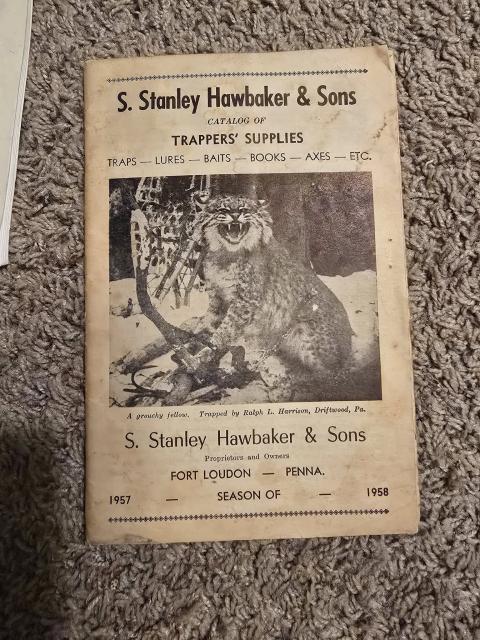 S. Stanley Hawbaker & Sons
CATALOG OF
TRAPPERS' SUPPLIES
TRAPS — LURES — BAITS — BOOKS — AXES — ETC.
A grouchy fellow. Trapped by Ralph L. Harrison, Driftwood, Pa.
S. Stanley Hawbaker & Sons
Proprietors and Owners
FORT LOUDON — PENNA.
1957 — SEASON OF — 1958